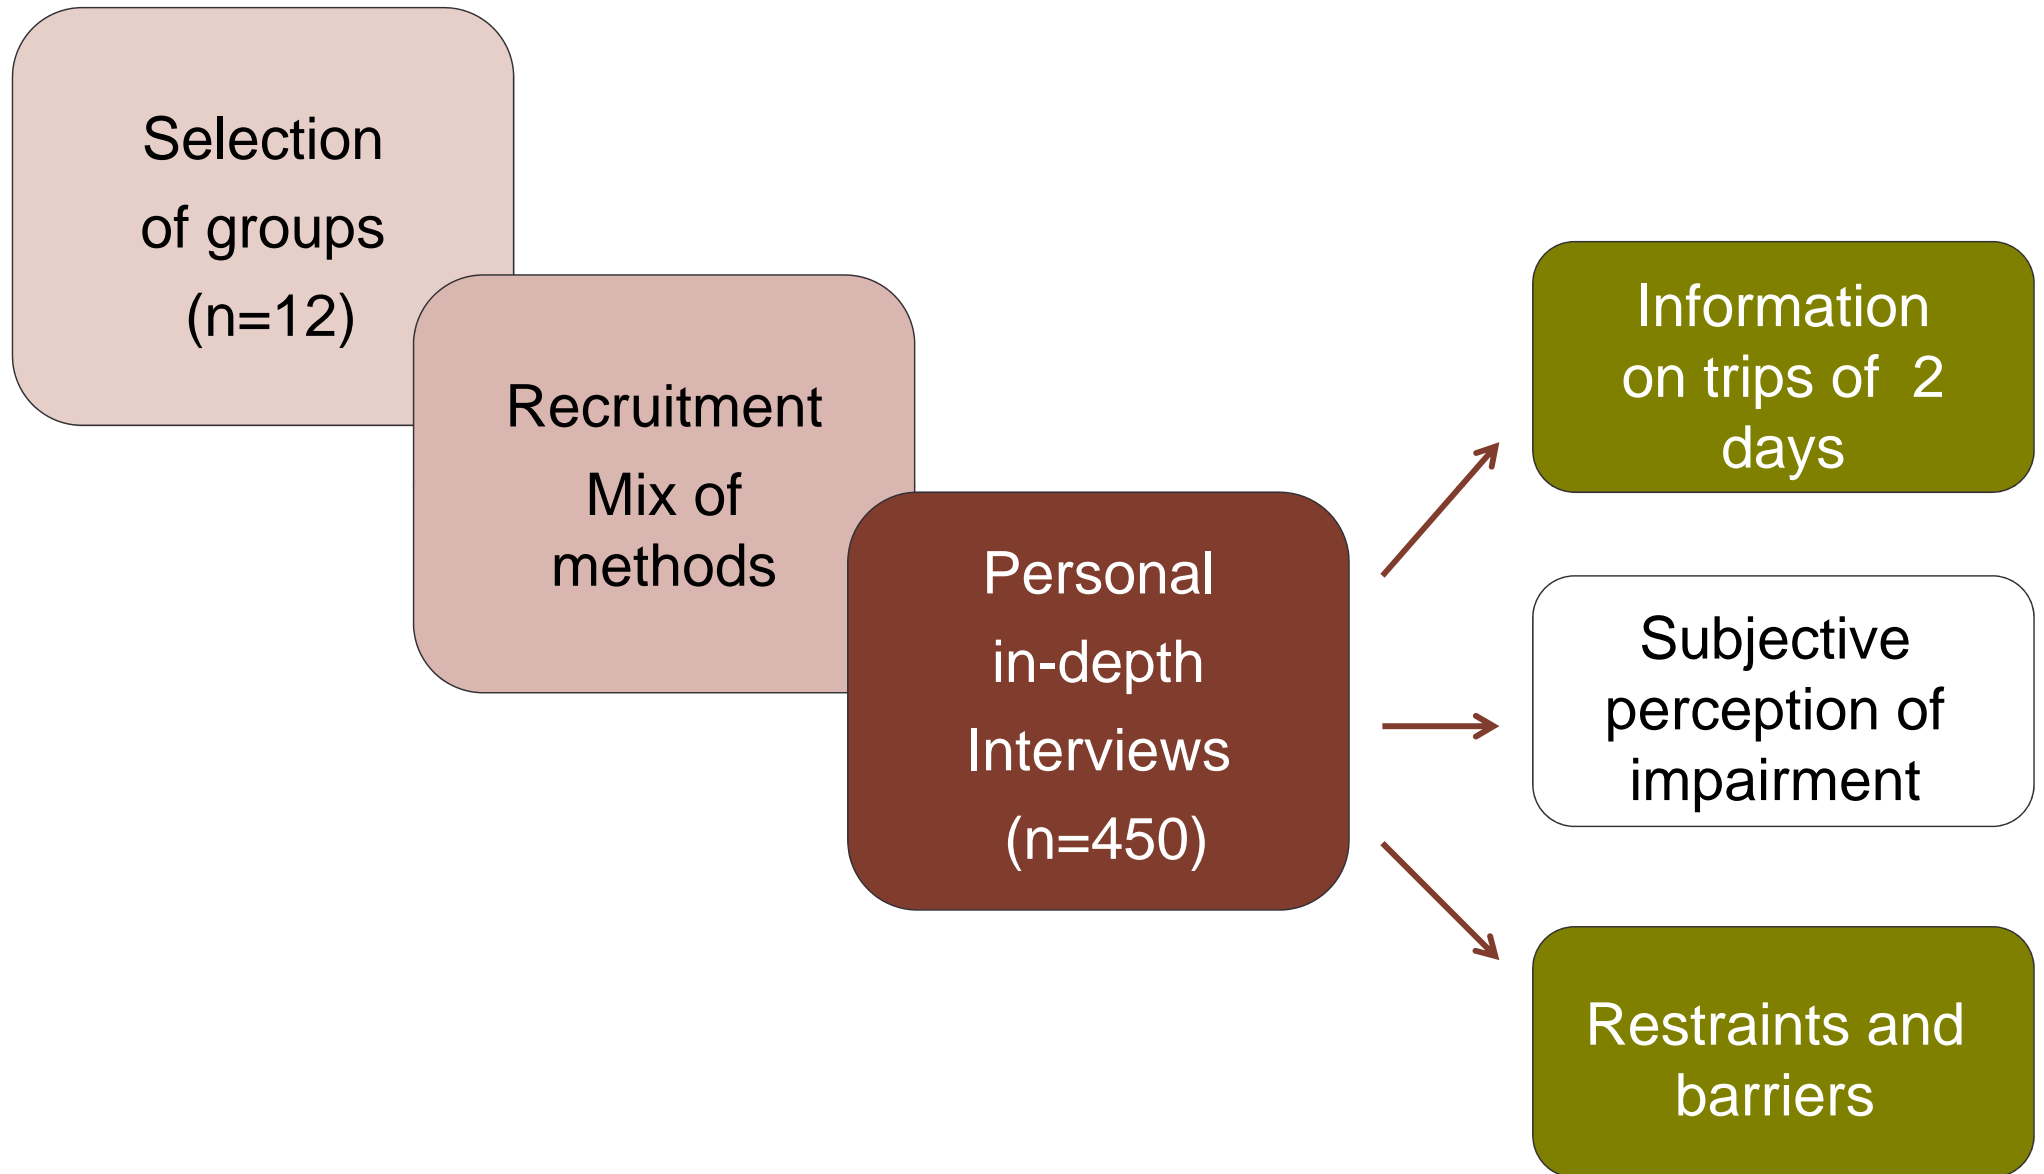 Selection
of groups
(n=12)
Recruitment
Mix of
methods
Personal
in-depth
Interviews
(n=450)
Information
on trips of  2
days
Subjective
perception of
impairment
Restraints and
barriers